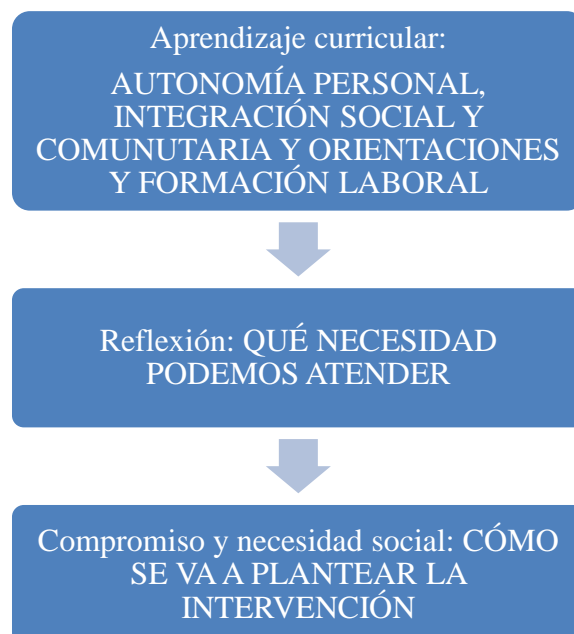 Aprendizaje curricular:
AUTONOMÍA PERSONAL,
INTEGRACIÓN SOCIAL Y
COMUNUTARIA Y ORIENTACIONES
Y FORMACIÓN LABORAL
Reflexión: QUÉ NECESIDAD
PODEMOS ATENDER
Compromiso y necesidad social: CÓMO
SE VA A PLANTEAR LA
INTERVENCIÓN